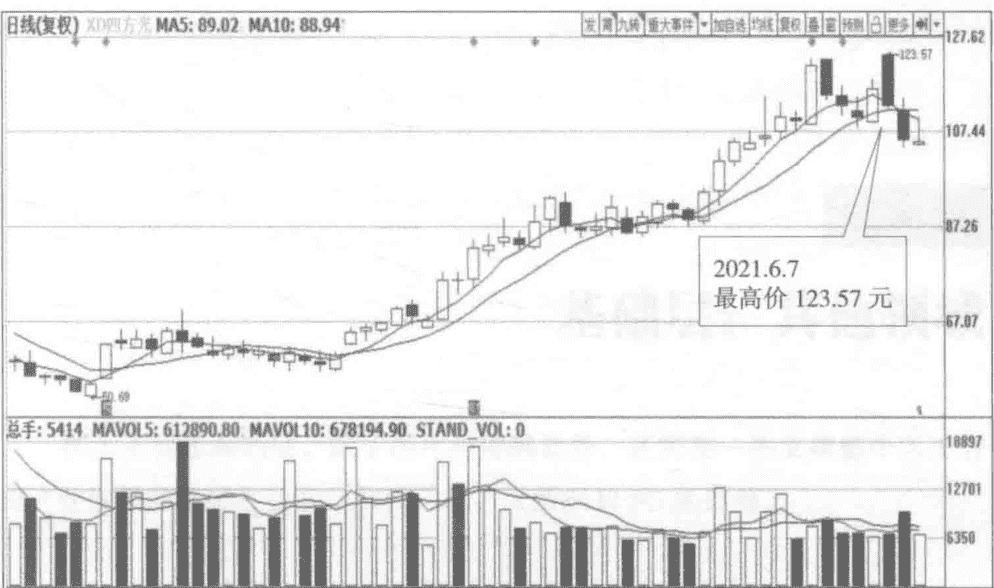 日线(复权) XD四方光 MA5: 89.02 MA10: 88.94
九转 重大事件 加自选 均线 复权 叠 预测 更多
127.62
123.57
107.44
87.26
2021.6.7
最高价 123.57 元
67.07
50.69
总手: 5414 MAVOL5: 612890.80 MAVOL10: 678194.90 STAND_VOL: 0
18897
12701
6350